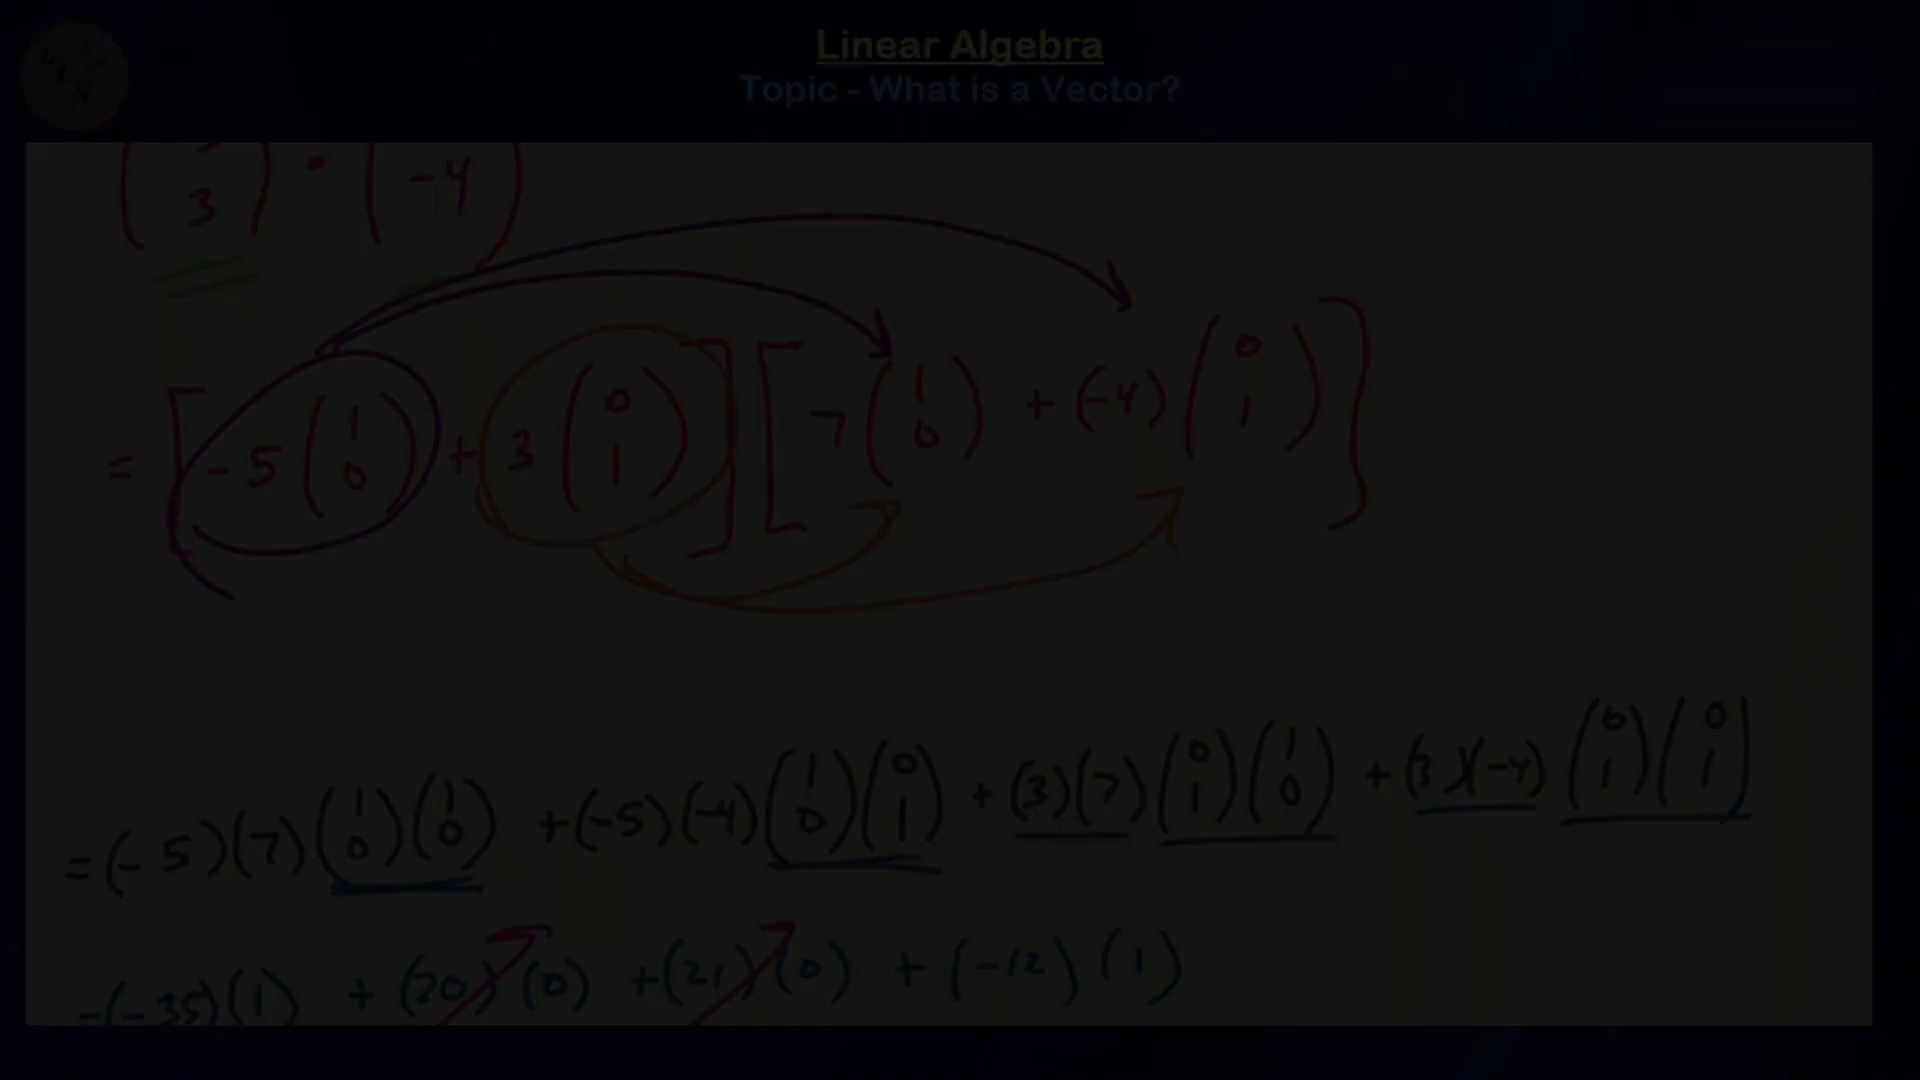 Linear Algebra
Topic - What is a Vector?
( 3 ) · ( -4 )
= [ -5 ( 1 0 ) + 3 ( 0 1 ) ] [ 7 ( 1 0 ) + (-4) ( 0 1 ) ]
= (-5)(7) ( 1 0 ) ( 1 0 ) + (-5)(-4) ( 1 0 ) ( 0 1 ) + (3)(7) ( 0 1 ) ( 1 0 ) + (3)(-4) ( 0 1 ) ( 0 1 )
= (-35)(1) + (20)(0) + (21)(0) + (-12)(1)